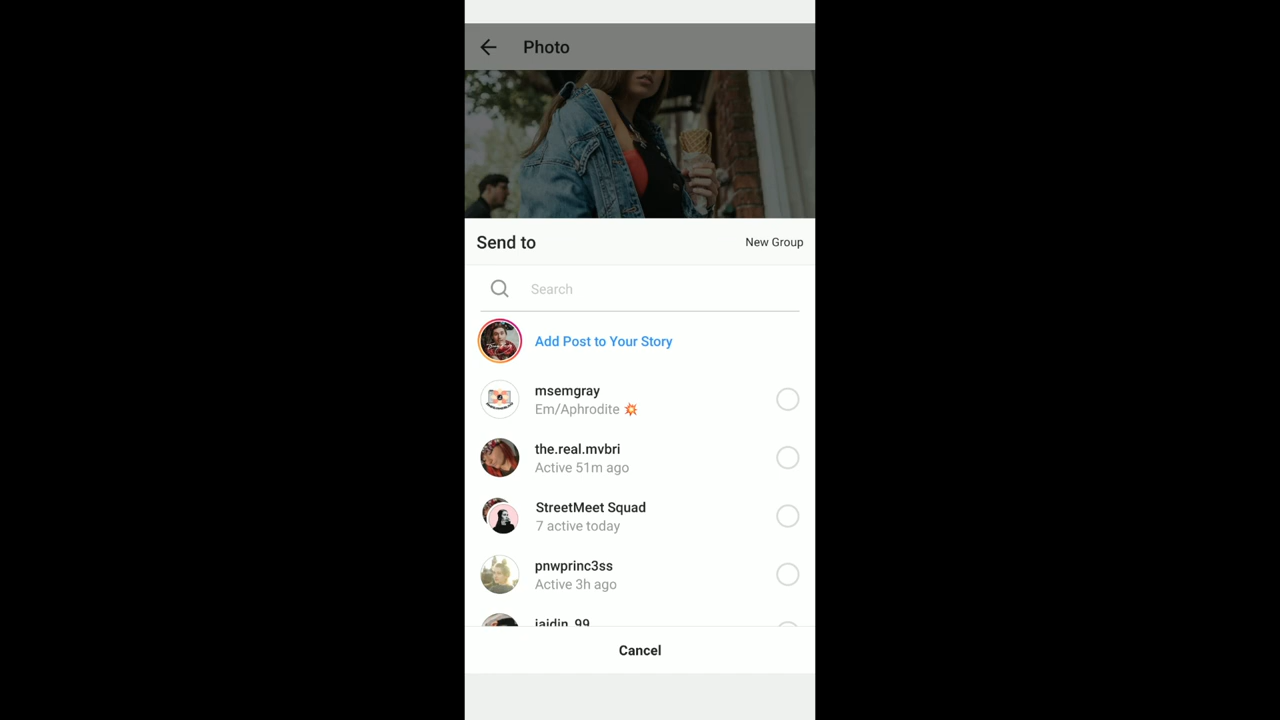 Photo
Send to
New Group
Search
Add Post to Your Story
msemgray
Em/Aphrodite 💥
the.real.mvbri
Active 51m ago
StreetMeet Squad
7 active today
pnwprinc3ss
Active 3h ago
jaidin_99
Cancel